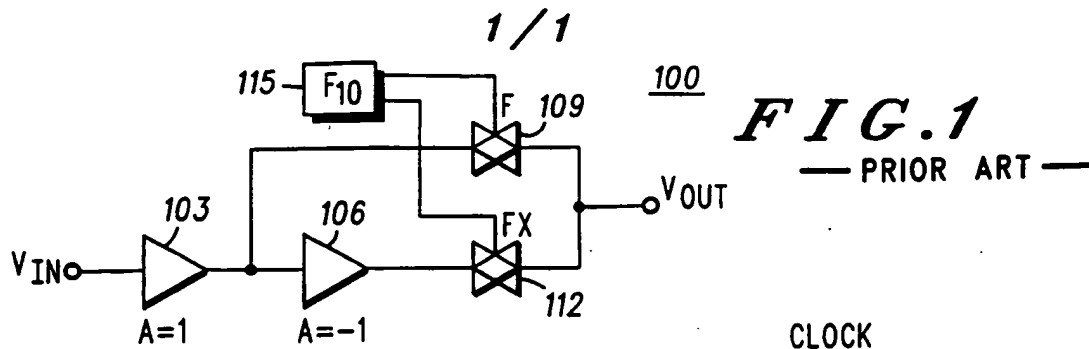 1/1
115
F10
F
109
100
FIG.1
— PRIOR ART —
VOUT
103
106
FX
VIN
112
A=1
A=-1
CLOCK